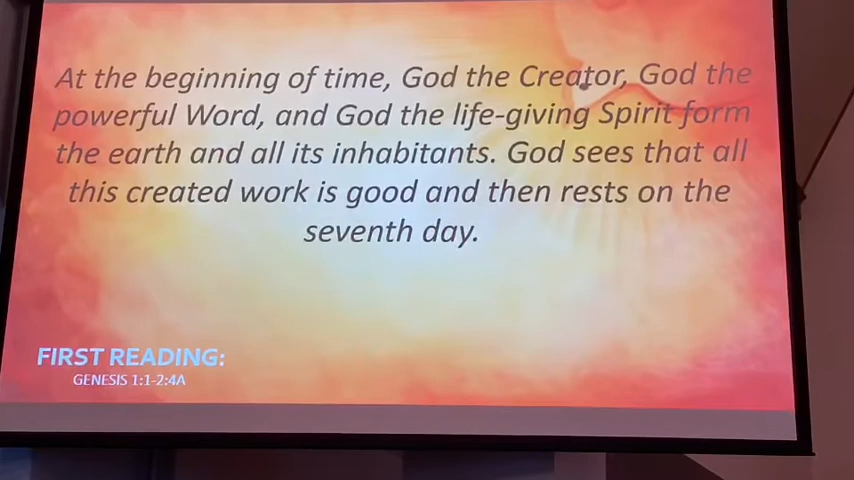 At the beginning of time, God the Creator, God the
powerful Word, and God the life-giving Spirit form
the earth and all its inhabitants. God sees that all
this created work is good and then rests on the
seventh day.
FIRST READING:
GENESIS 1:1-2:4A